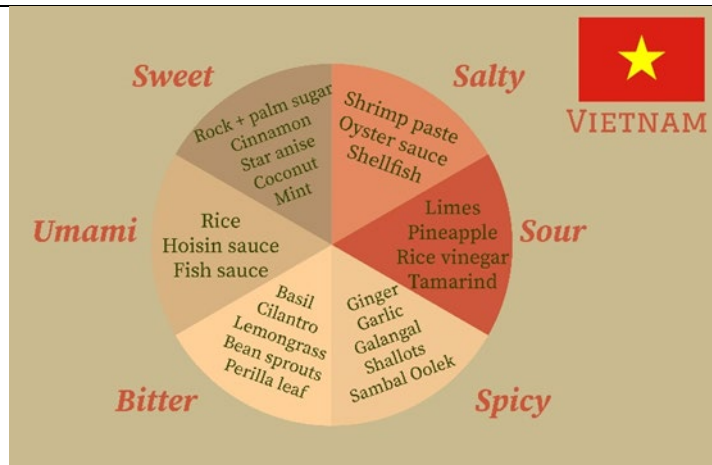 Sweet
Rock + palm sugar
Cinnamon
Star anise
Coconut
Mint
Salty
Shrimp paste
Oyster sauce
Shellfish
VIETNAM
Umami
Rice
Hoisin sauce
Fish sauce
Sour
Limes
Pineapple
Rice vinegar
Tamarind
Bitter
Basil
Cilantro
Lemongrass
Bean sprouts
Perilla leaf
Spicy
Ginger
Garlic
Galangal
Shallots
Sambal Oolek